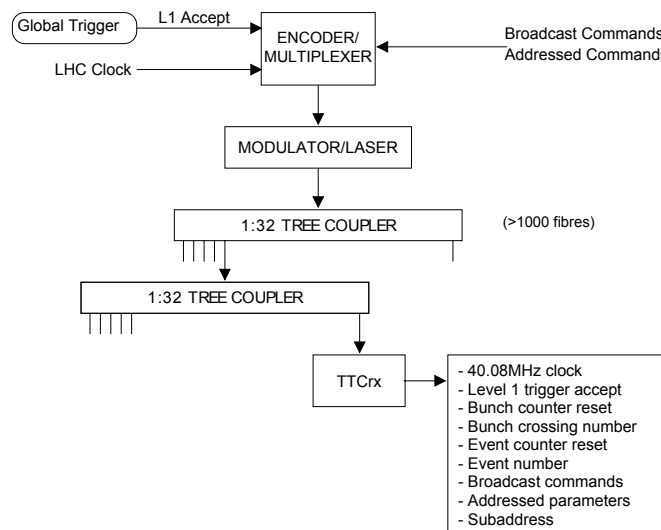 Global Trigger
L1 Accept
LHC Clock
ENCODER/
MULTIPLEXER
Broadcast Commands
Addressed Commands
MODULATOR/LASER
1:32 TREE COUPLER
(>1000 fibres)
1:32 TREE COUPLER
TTCrx
- 40.08MHz clock
- Level 1 trigger accept
- Bunch counter reset
- Bunch crossing number
- Event counter reset
- Event number
- Broadcast commands
- Addressed parameters
- Subaddress